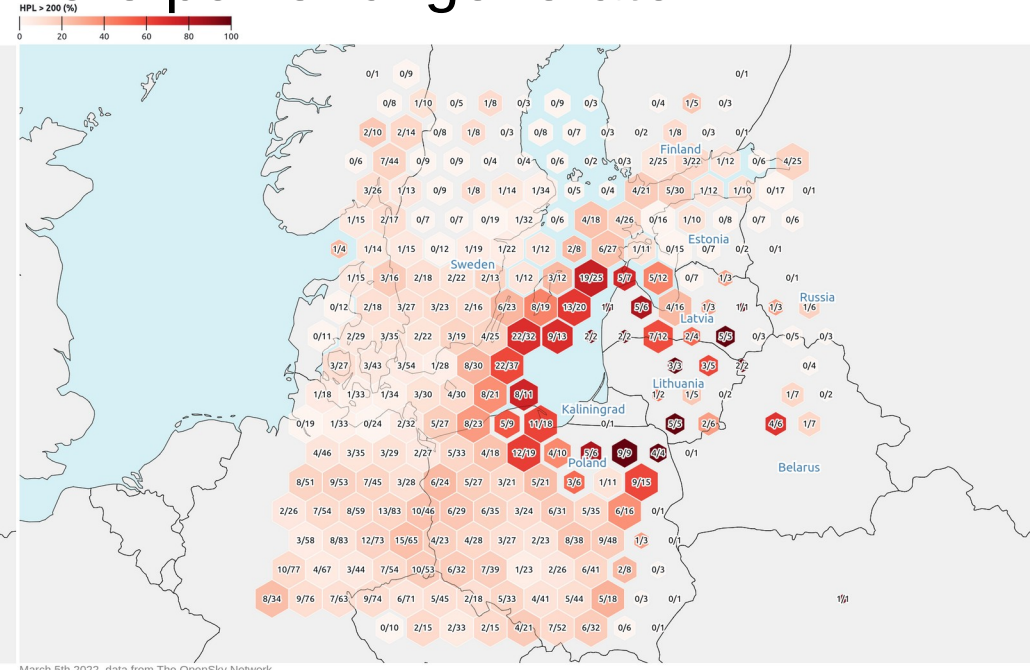 HPL > 200 (%)
0 20 40 60 80 100
0/1 0/9 0/1
0/8 1/10 0/5 1/8 0/3 0/9 0/3 0/4 1/5 0/3
2/10 2/14 0/8 1/8 0/3 0/8 0/7 0/3 0/2 1/8 0/3 0/1
Finland
0/6 7/44 0/9 0/9 0/4 0/4 0/6 0/2 0/3 2/25 3/22 1/12 0/6 4/25
3/26 1/13 0/9 1/8 1/14 1/34 0/5 0/4 4/21 5/30 1/12 1/10 0/17 0/1
1/15 2/17 0/7 0/7 0/19 1/32 0/6 4/18 4/26 0/16 1/10 0/8 0/7 0/6
Estonia
1/4 1/14 1/15 0/12 1/19 1/22 1/12 2/8 6/27 1/11 0/15 0/7 0/2 0/1
Sweden
1/15 3/16 2/18 2/22 2/13 1/12 3/12 19/25 5/7 5/12 0/7 1/3 0/1
Russia
0/12 2/18 3/27 3/23 2/16 6/23 8/19 13/20 1/1 5/6 4/16 1/3 1/1 1/3 1/6
Latvia
0/11 2/29 3/35 2/22 3/19 4/25 22/32 9/13 2/2 2/2 7/12 2/4 5/5 0/3 0/5 0/3
3/27 3/43 3/54 1/28 8/30 22/37 3/3 3/5 2/2 0/4
Lithuania
1/18 1/33 1/34 3/30 4/30 8/21 8/11 1/2 1/5 0/2 1/7 0/2
Kaliningrad
0/19 1/33 0/24 2/32 5/27 8/23 5/9 11/18 0/1 5/5 2/6 4/6 1/7
4/46 3/35 3/29 2/27 5/33 4/18 12/19 4/10 5/6 9/9 4/4 0/1
Poland
Belarus
8/51 9/53 7/45 3/28 6/24 5/27 3/21 5/21 3/6 1/11 9/15
2/26 7/54 8/59 13/83 10/46 6/29 6/35 3/24 6/31 5/35 6/16 0/1
3/58 8/83 12/73 15/65 4/23 4/28 3/27 2/23 8/38 9/48 1/3 0/1
10/77 4/67 3/44 7/54 10/53 6/32 7/39 1/23 2/26 6/41 2/8 0/3
8/34 9/76 7/63 9/74 6/71 5/45 2/18 5/33 4/41 5/44 5/18 0/3 0/1 1/1
0/10 2/15 2/33 2/15 4/21 7/52 6/32 0/6 0/1
March 5th 2022, data from The OpenSky Network